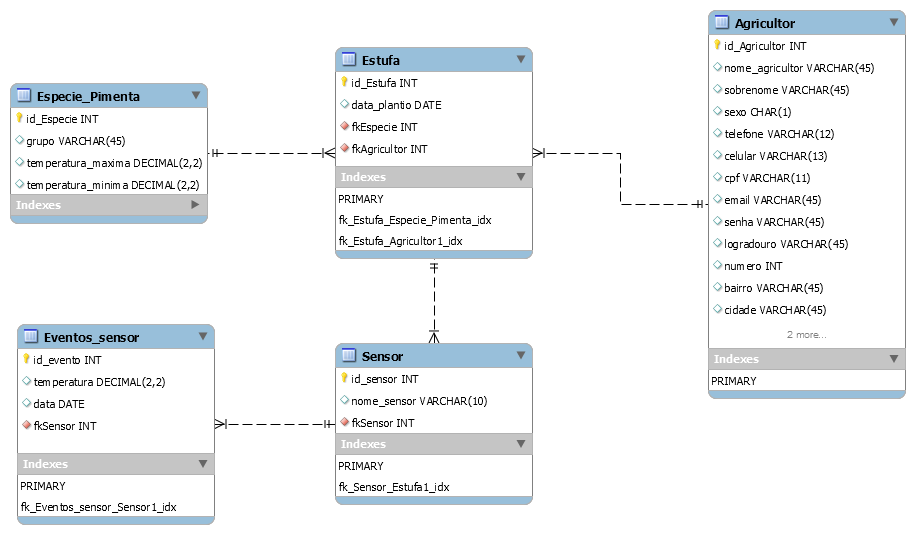 Especie_Pimenta
id_Especie INT
grupo VARCHAR(45)
temperatura_maxima DECIMAL(2,2)
temperatura_minima DECIMAL(2,2)
Indexes
Estufa
id_Estufa INT
data_plantio DATE
fkEspecie INT
fkAgricultor INT
Indexes
PRIMARY
fk_Estufa_Especie_Pimenta_idx
fk_Estufa_Agricultor1_idx
Agricultor
id_Agricultor INT
nome_agricultor VARCHAR(45)
sobrenome VARCHAR(45)
sexo CHAR(1)
telefone VARCHAR(12)
celular VARCHAR(13)
cpf VARCHAR(11)
email VARCHAR(45)
senha VARCHAR(45)
logradouro VARCHAR(45)
numero INT
bairro VARCHAR(45)
cidade VARCHAR(45)
2 more...
Indexes
PRIMARY
Eventos_sensor
id_evento INT
temperatura DECIMAL(2,2)
data DATE
fkSensor INT
Indexes
PRIMARY
fk_Eventos_sensor_Sensor1_idx
Sensor
id_sensor INT
nome_sensor VARCHAR(10)
fkSensor INT
Indexes
PRIMARY
fk_Sensor_Estufa1_idx